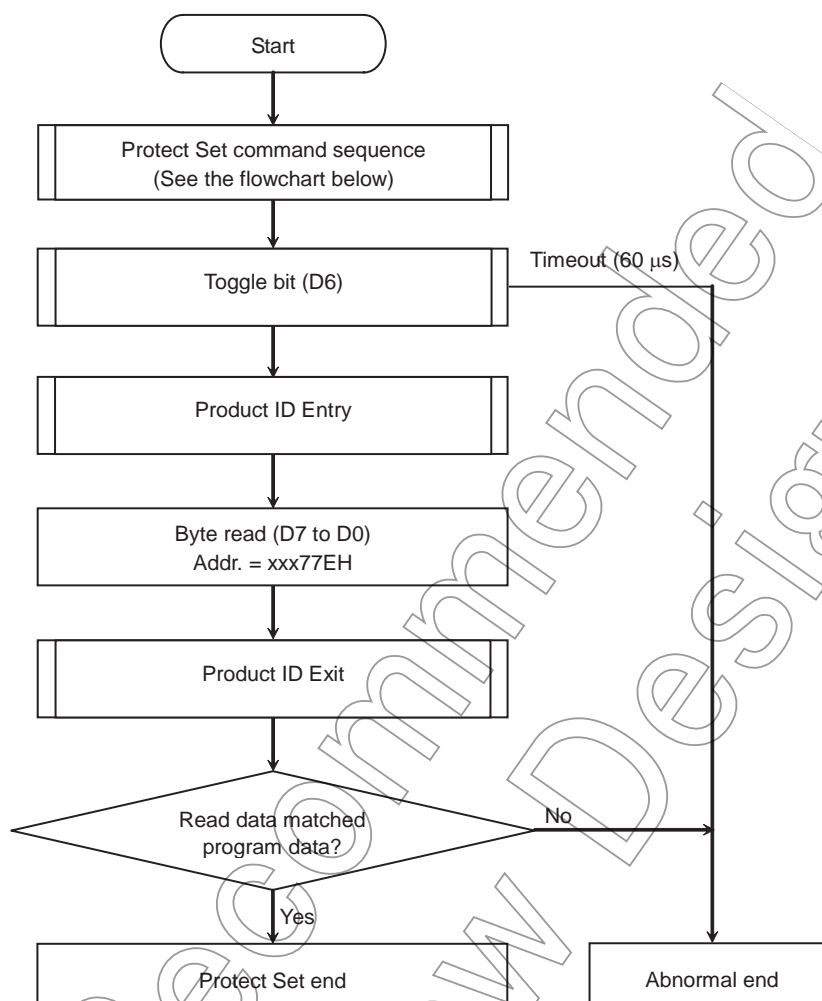 Start
Protect Set command sequence
(See the flowchart below)
Toggle bit (D6)
Timeout (60 μs)
Product ID Entry
Byte read (D7 to D0)
Addr. = xxx77EH
Product ID Exit
Read data matched
program data?
No
Yes
Protect Set end
Abnormal end
ecommended
w Desig